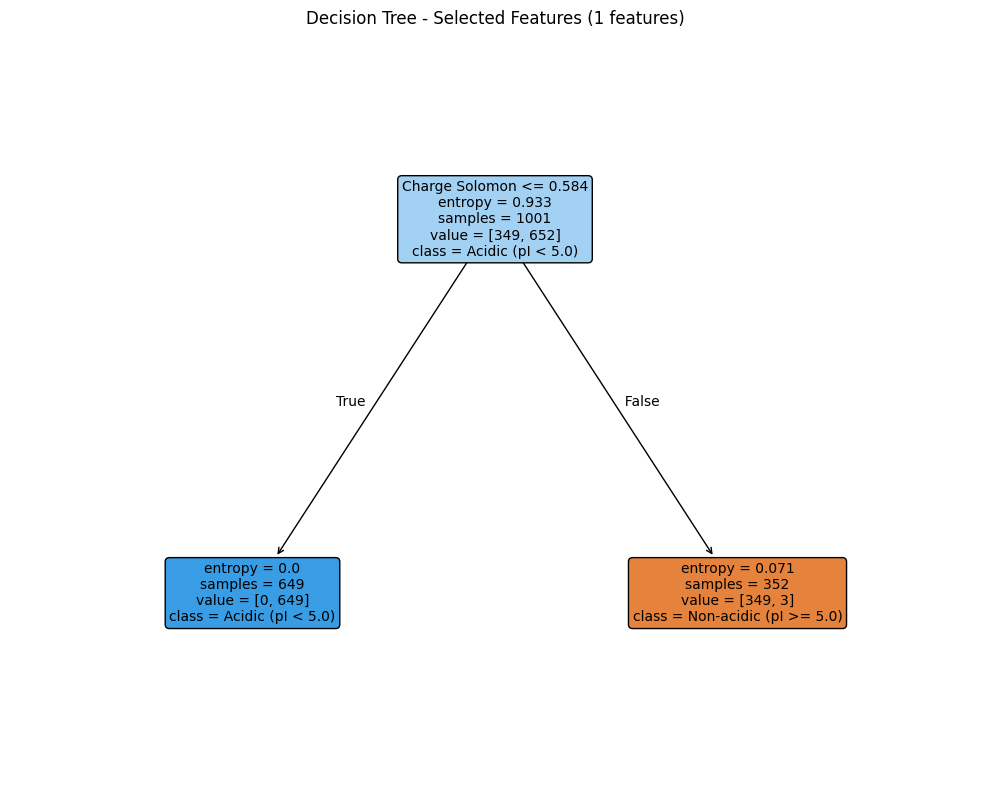 Decision Tree - Selected Features (1 features)
Charge Solomon <= 0.584
entropy = 0.933
samples = 1001
value = [349, 652]
class = Acidic (pI < 5.0)
True
False
entropy = 0.0
samples = 649
value = [0, 649]
class = Acidic (pI < 5.0)
entropy = 0.071
samples = 352
value = [349, 3]
class = Non-acidic (pI >= 5.0)